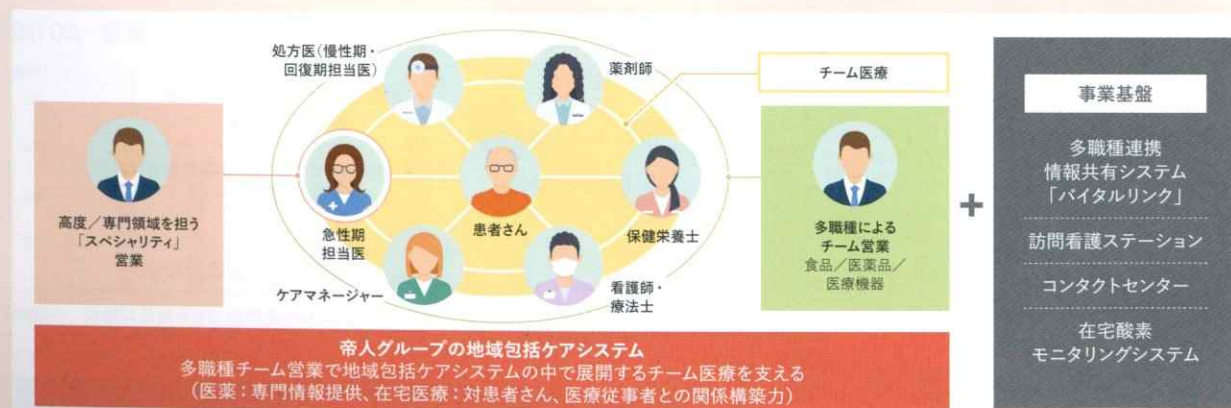 処方医(慢性期・
回復期担当医)
薬剤師
チーム医療
高度／専門領域を担う
「スペシャリティ」
営業
急性期
担当医
患者さん
保健栄養士
ケアマネージャー
看護師・
療法士
多職種による
チーム営業
食品／医薬品／
医療機器
+
事業基盤
多職種連携
情報共有システム
「バイタルリンク」
訪問看護ステーション
コンタクトセンター
在宅酸素
モニタリングシステム
帝人グループの地域包括ケアシステム
多職種チーム営業で地域包括ケアシステムの中で展開するチーム医療を支える
(医薬：専門情報提供、在宅医療：対患者さん、医療従事者との関係構築力)